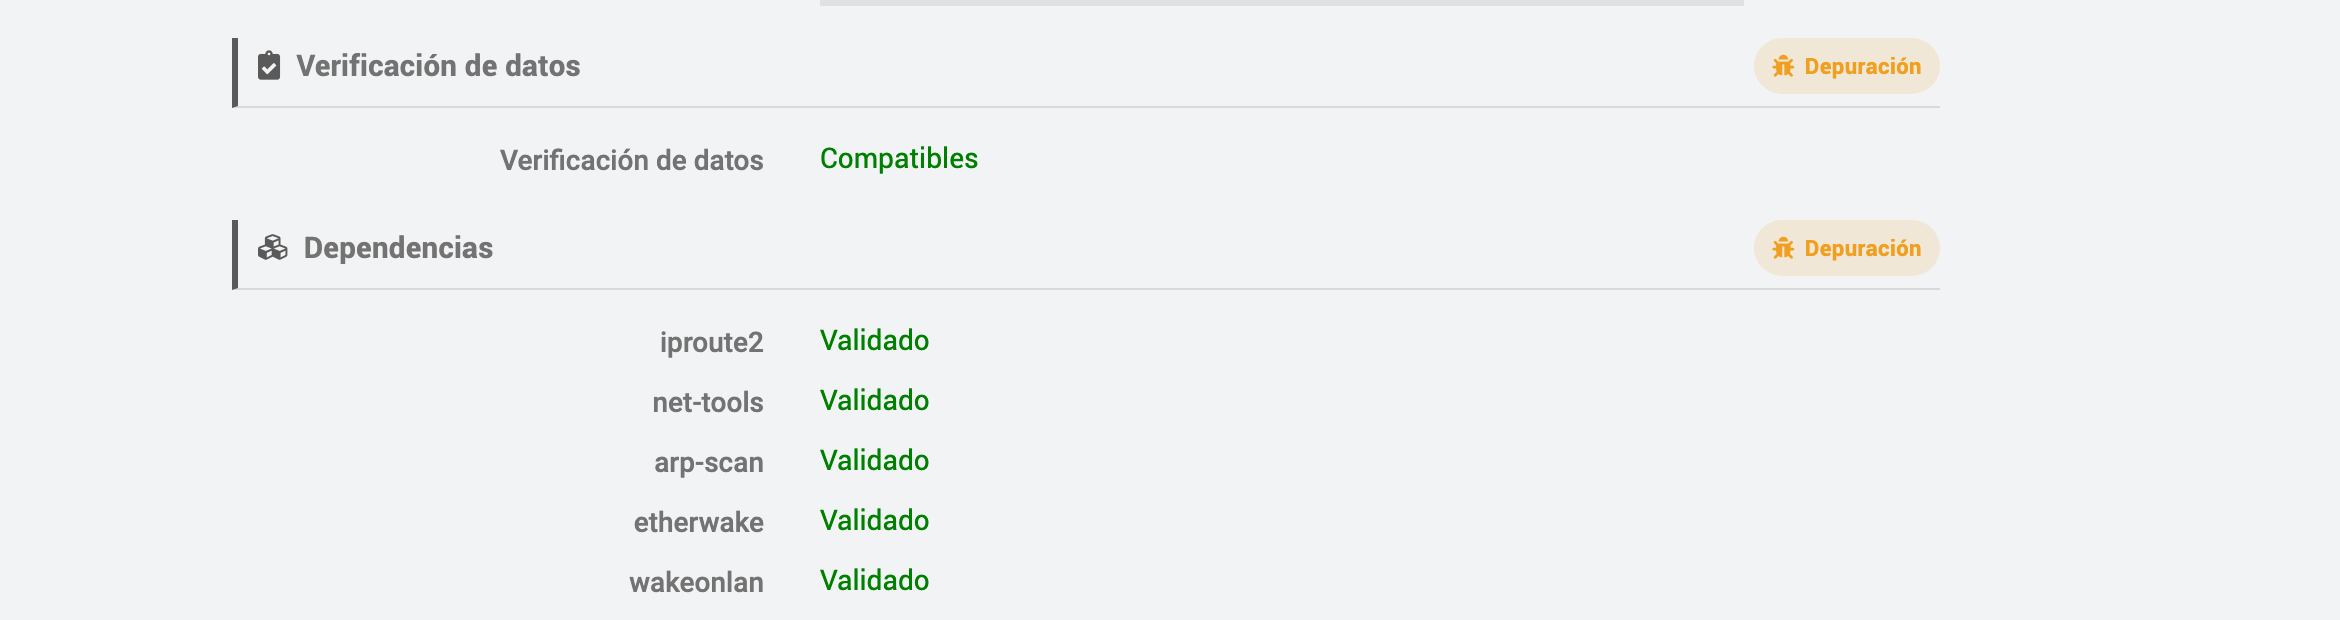 Verificación de datos
Depuración
Verificación de datos Compatibles
Dependencias
Depuración
iproute2 Validado
net-tools Validado
arp-scan Validado
etherwake Validado
wakeonlan Validado